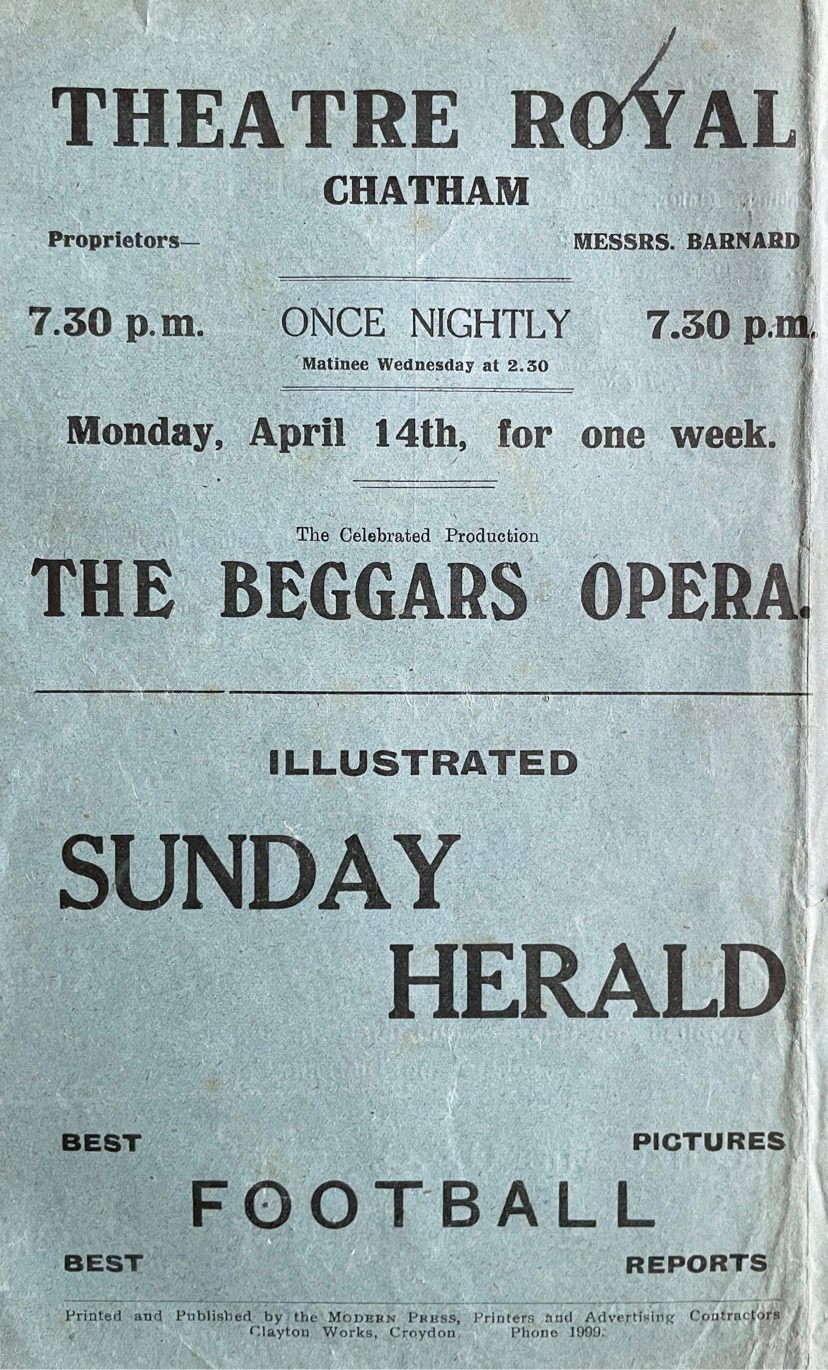 THEATRE ROYAL
CHATHAM
Proprietors— MESSRS. BARNARD
7.30 p.m. ONCE NIGHTLY 7.30 p.m.
Matinee Wednesday at 2.30
Monday, April 14th, for one week.
The Celebrated Production
THE BEGGARS OPERA.
ILLUSTRATED
SUNDAY
HERALD
BEST PICTURES
FOOTBALL
BEST REPORTS
Printed and Published by the MODERN PRESS, Printers and Advertising Contractors
Clayton Works, Croydon. Phone 1999.